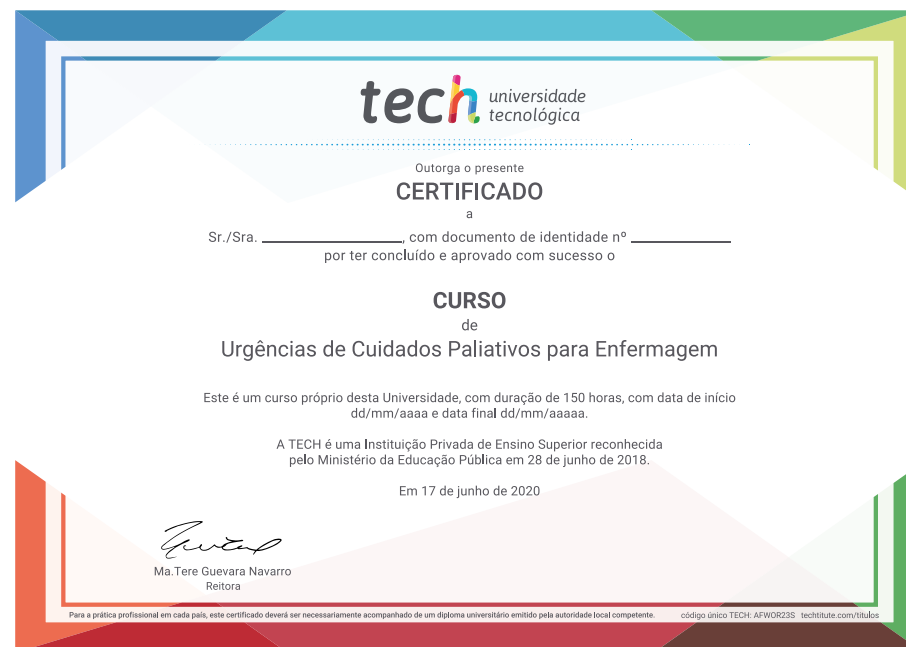 tech universidade
tecnológica
Outorga o presente
CERTIFICADO
a
Sr./Sra. ____________________, com documento de identidade nº ______________
por ter concluído e aprovado com sucesso o
CURSO
de
Urgências de Cuidados Paliativos para Enfermagem
Este é um curso próprio desta Universidade, com duração de 150 horas, com data de início
dd/mm/aaaa e data final dd/mm/aaaaa.
A TECH é uma Instituição Privada de Ensino Superior reconhecida
pelo Ministério da Educação Pública em 28 de junho de 2018.
Em 17 de junho de 2020
Ma.Tere Guevara Navarro
Reitora
Para a prática profissional em cada país, este certificado deverá ser necessariamente acompanhado de um diploma universitário emitido pela autoridade local competente. código único TECH: AFWOR23S techtitute.com/titulos